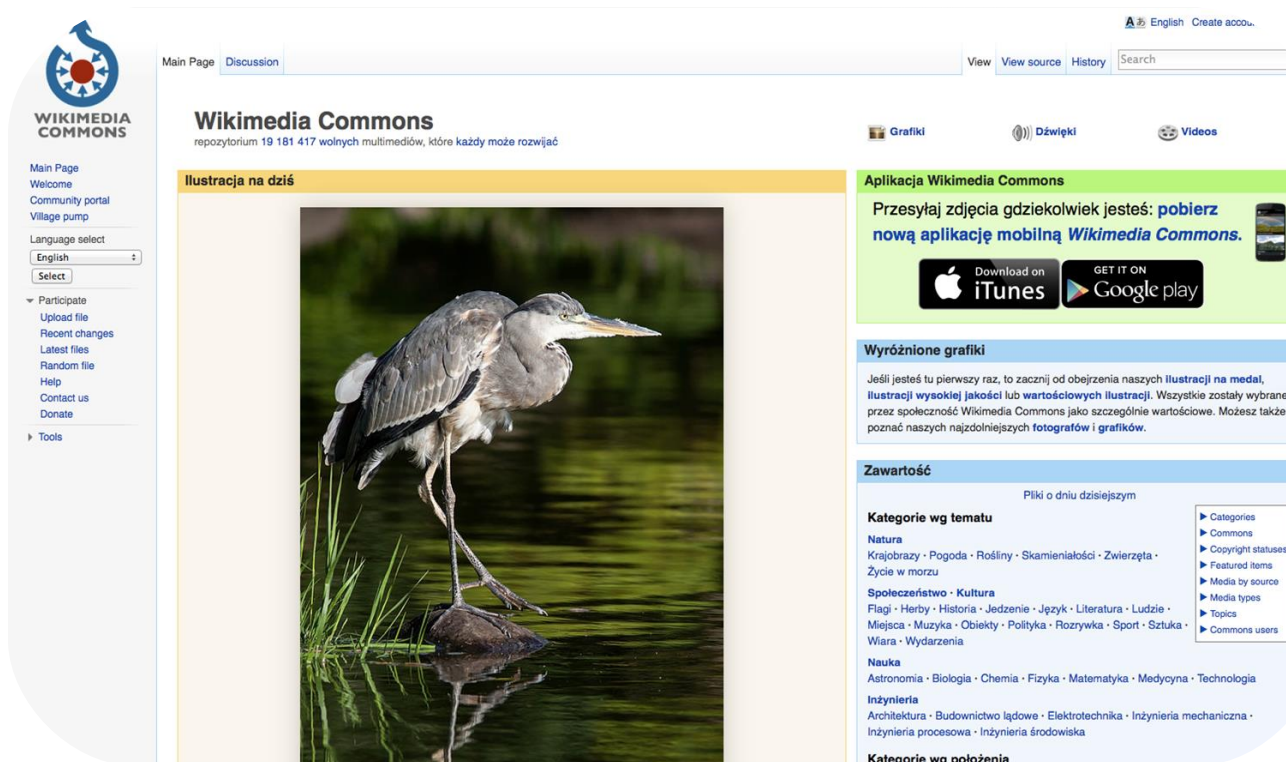 English Create
Main Page Discussion
View View source History Search
WIKIMEDIA
COMMONS
Main Page
Welcome
Community portal
Village pump
Language select
English
Select
Participate
Upload file
Recent changes
Latest files
Random file
Help
Contact us
Donate
Tools
Wikimedia Commons
repozytorium 19 181 417 wolnych multimediów, które każdy może rozwijać
Grafiki Dźwięki Videos
Ilustracja na dziś
Aplikacja Wikimedia Commons
Przesyłaj zdjęcia gdziekolwiek jesteś: pobierz
nową aplikację mobilną Wikimedia Commons.
Download on
iTunes
GET IT ON
Google play
Wyróżnione grafiki
Jeśli jesteś tu pierwszy raz, to zacznij od obejrzenia naszych ilustracji na medal,
ilustracji wysokiej jakości lub wartościowych ilustracji. Wszystkie zostały wybrane
przez społeczność Wikimedia Commons jako szczególnie wartościowe. Możesz także
poznać naszych najzdolniejszych fotografów i grafików.
Zawartość
Pliki o dniu dzisiejszym
Kategorie wg tematu
Natura
Krajobrazy · Pogoda · Rośliny · Skamieniałości · Zwierzęta ·
Życie w morzu
Społeczeństwo · Kultura
Flagi · Herby · Historia · Jedzenie · Język · Literatura · Ludzie ·
Miejsca · Muzyka · Obiekty · Polityka · Rozrywka · Sport · Sztuka ·
Wiara · Wydarzenia
Nauka
Astronomia · Biologia · Chemia · Fizyka · Matematyka · Medycyna · Technologia
Inżynieria
Architektura · Budownictwo lądowe · Elektrotechnika · Inżynieria mechaniczna ·
Inżynieria procesowa · Inżynieria środowiska
Kategorie wg położenia
Categories
Commons
Copyright statuses
Featured items
Media by source
Media types
Topics
Commons users